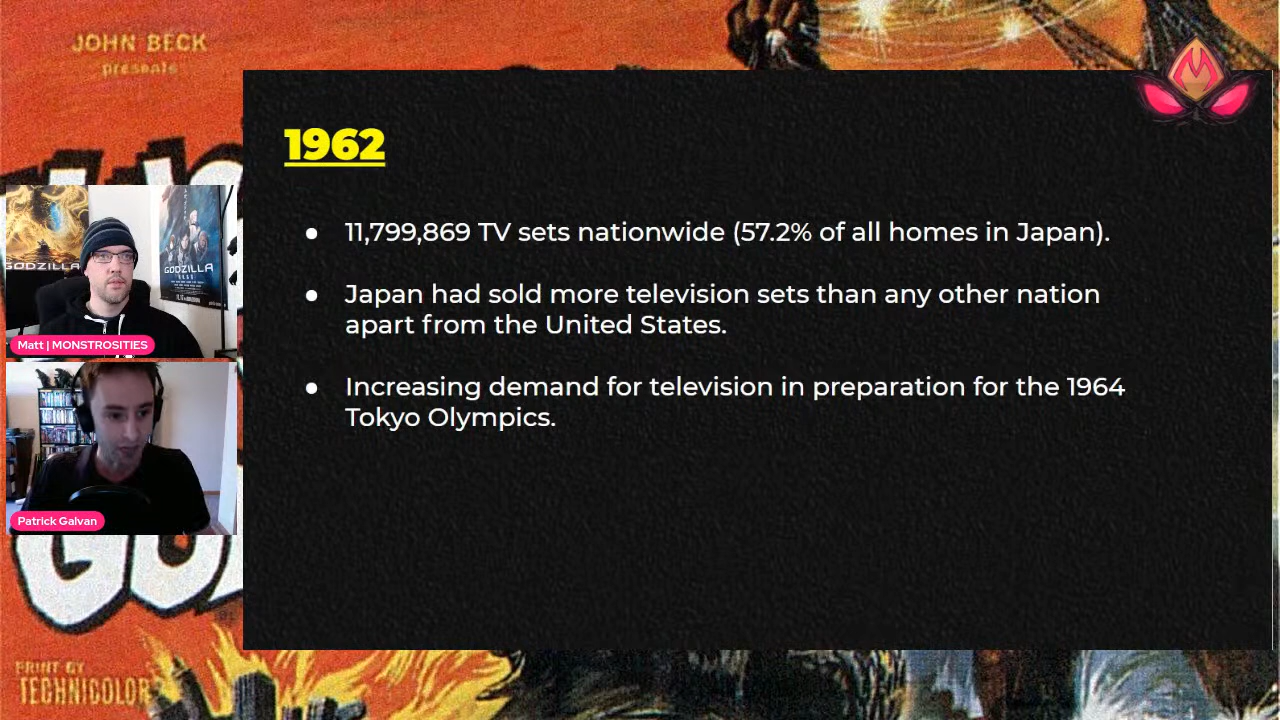 JOHN BECK
presents
1962
● 11,799,869 TV sets nationwide (57.2% of all homes in Japan).
● Japan had sold more television sets than any other nation
apart from the United States.
● Increasing demand for television in preparation for the 1964
Tokyo Olympics.
GODZILLA
GODZILLA
Matt | MONSTROSITIES
Patrick Galvan
GO
PRINT BY
TECHNICOLOR